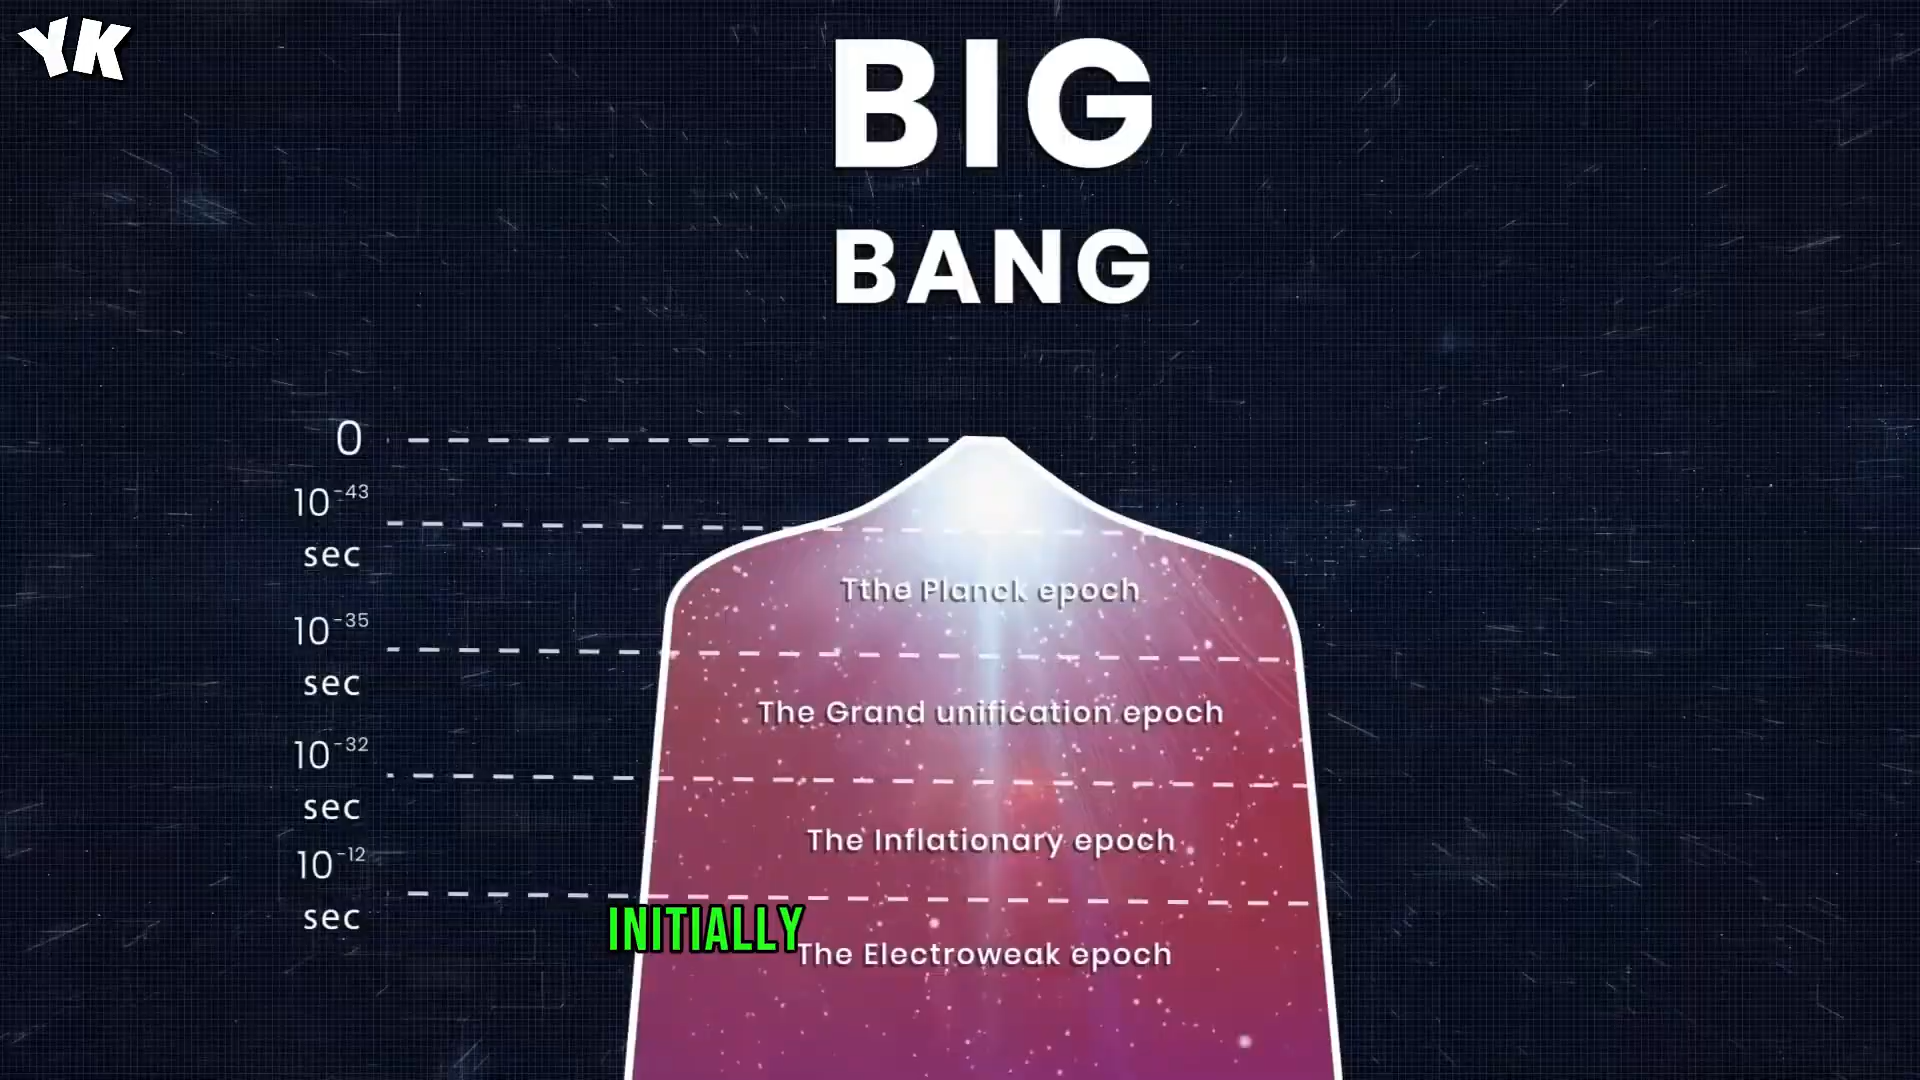 YK
BIG
BANG
0
10⁻⁴³
sec
Tthe Planck epoch
10⁻³⁵
sec
The Grand unification epoch
10⁻³²
sec
The Inflationary epoch
10⁻¹²
sec
INITIALLY
The Electroweak epoch